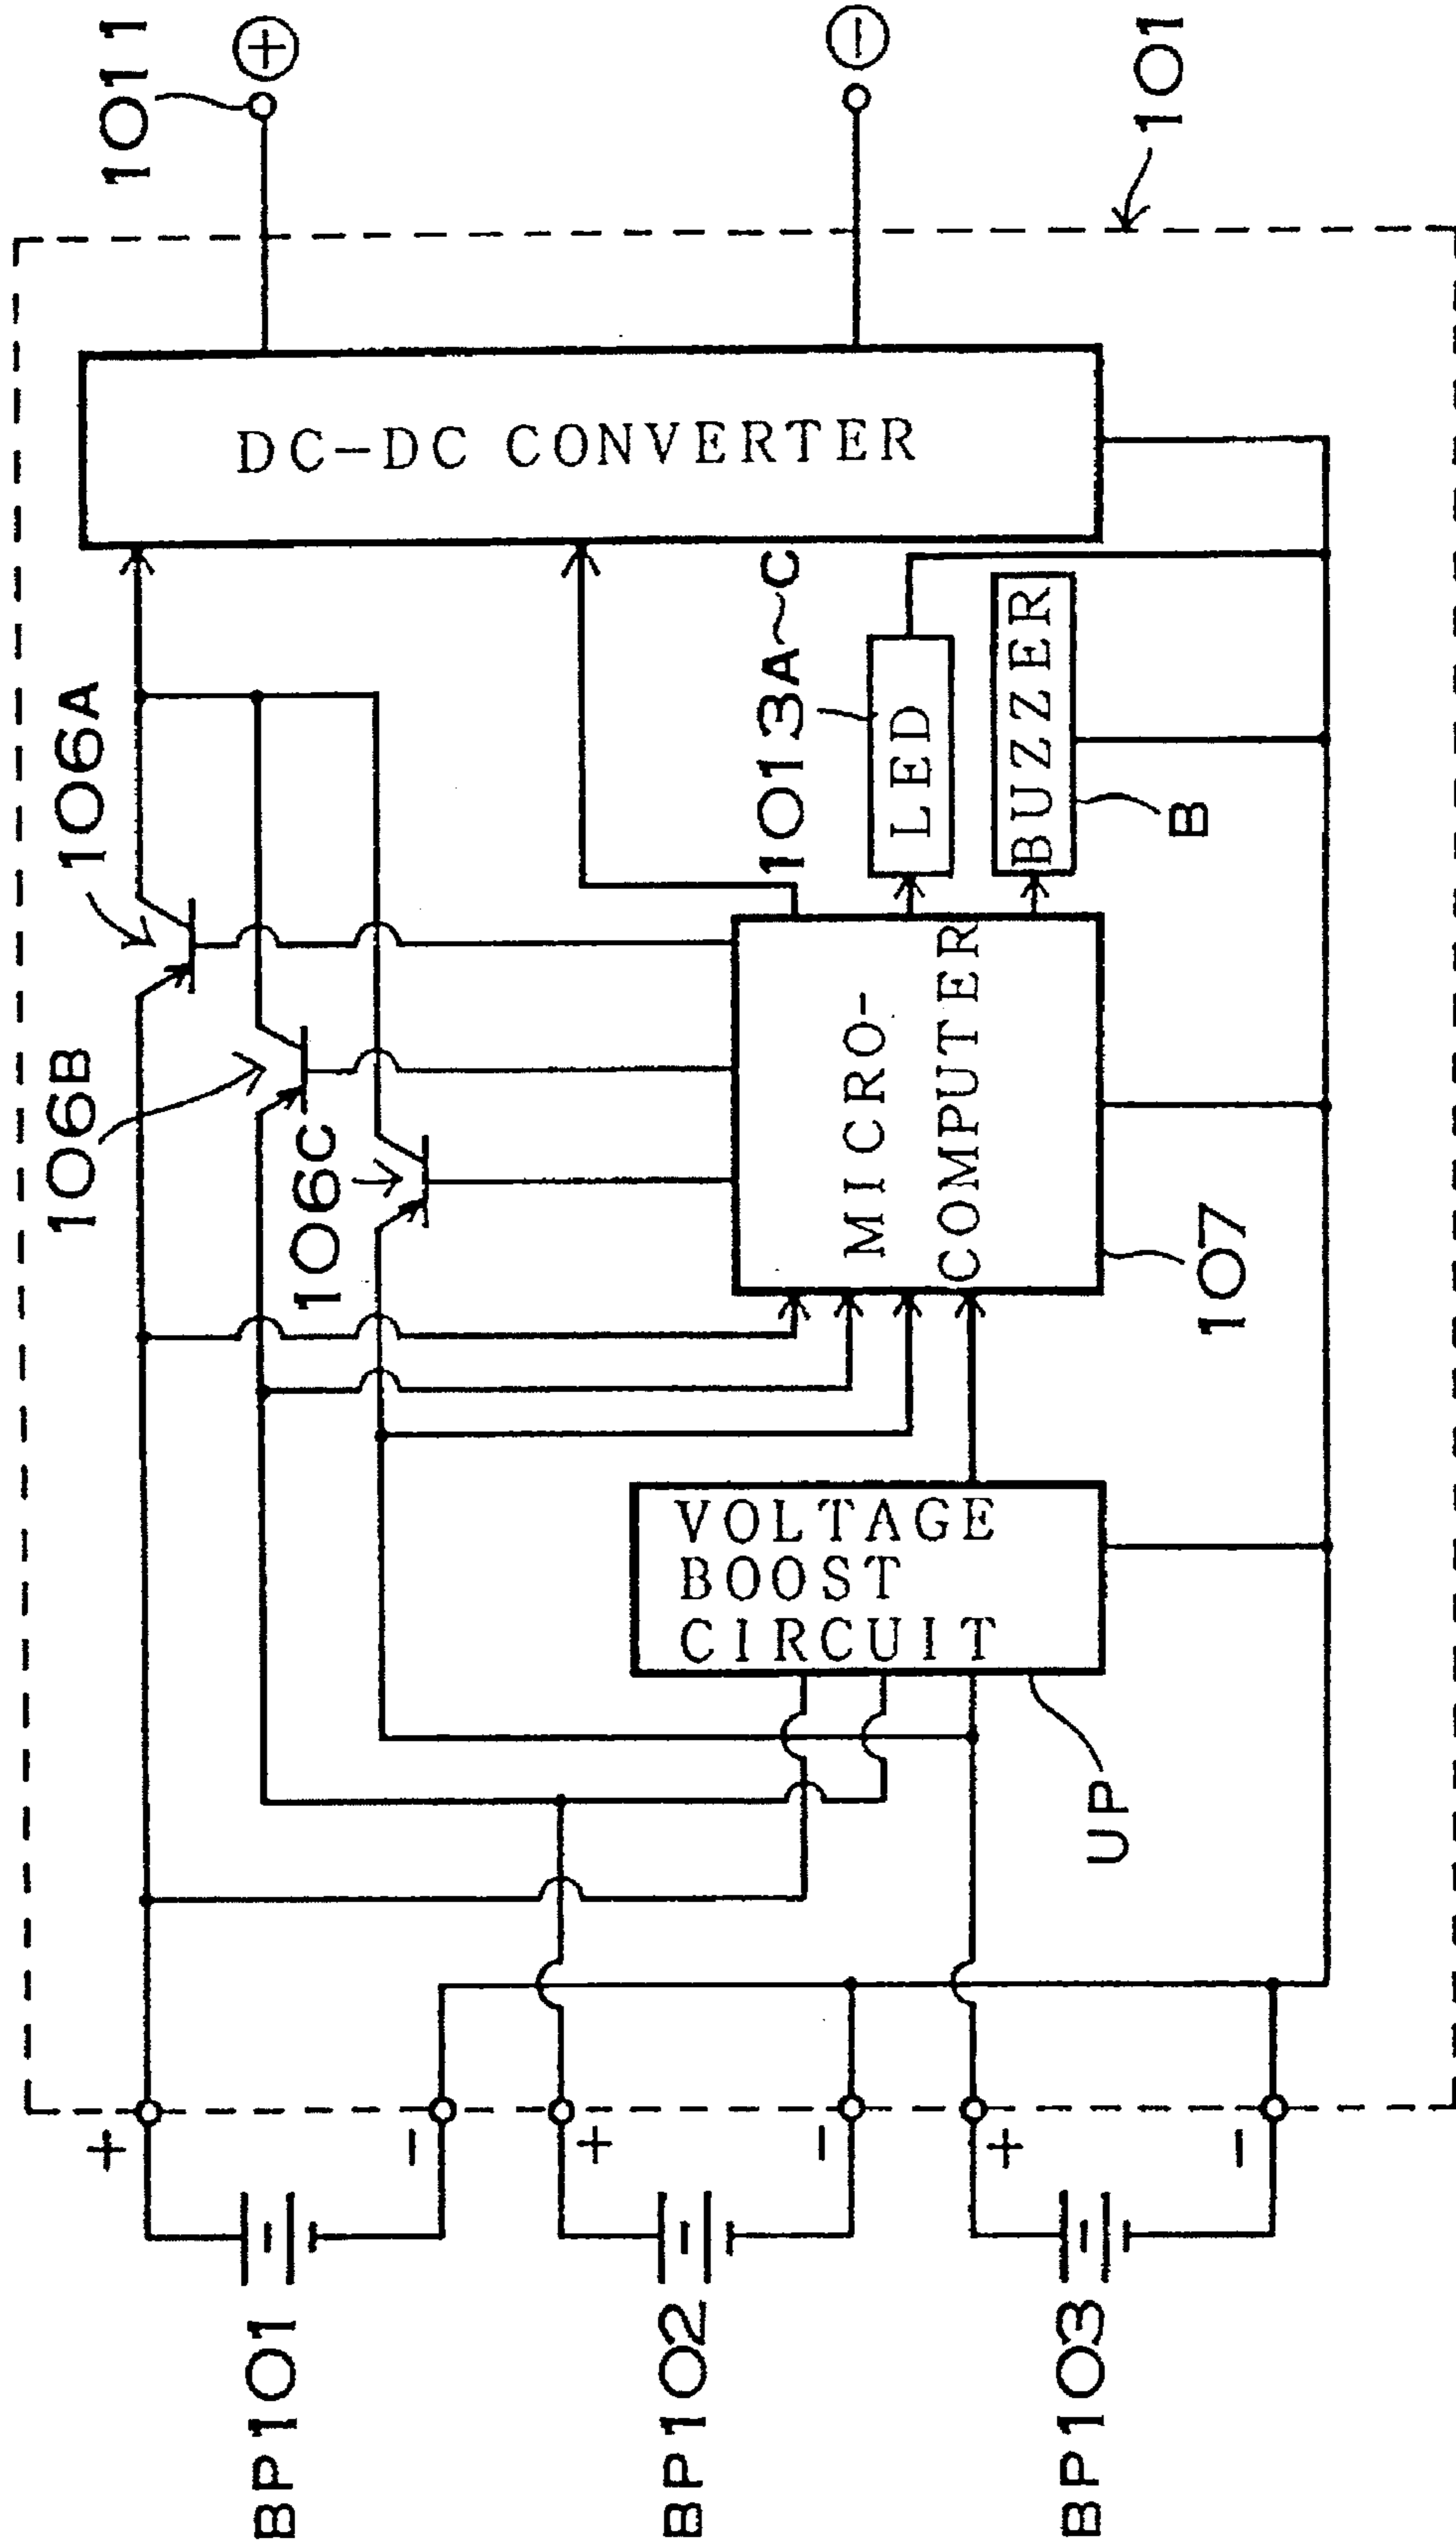 1011
⊕
⊖
101
106A
106B
106C
DC-DC CONVERTER
1013A~C
LED
BUZZER
B
MICRO-
COMPUTER
107
VOLTAGE
BOOST
CIRCUIT
UP
+
-
+
-
+
-
BP101
BP102
BP103